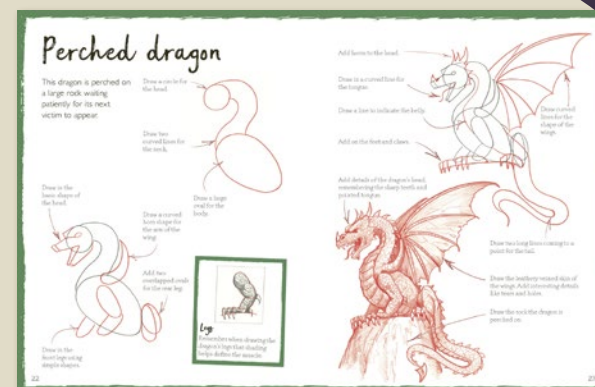 Perched dragon
This dragon is perched on
a large rock waiting
patiently for its next
victim to appear.
Draw a circle for
the head.
Draw two
curved lines for
the neck.
Draw a large
oval for the
body.
Draw in the
basic shape of
the head.
Draw a curved
horn shape for
the arm of the
wing.
Add two
overlapped ovals
for the rear leg.
Draw in the
front legs using
simple shapes.
Legs
Remember when drawing the
dragon's legs that shading
helps define the muscle.
22
Add horns to the head.
Draw in a curved line for
the tongue.
Draw a line to indicate the belly.
Add on the feet and claws.
Draw curved
lines for the
shape of the
wings.
Add details of the dragon's head,
remembering the sharp teeth and
pointed tongue.
Draw two long lines coming to a
point for the tail.
Draw the leathery veined skin of
the wings. Add interesting details
like tears and holes.
Draw the rock the dragon is
perched on.
23